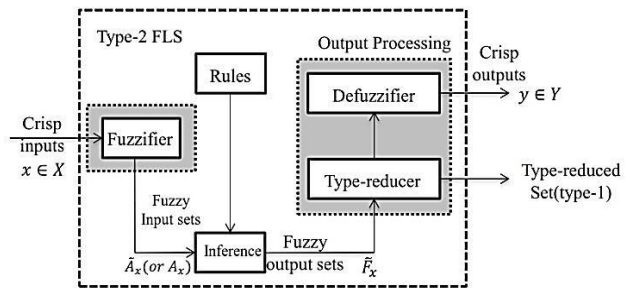 Type-2 FLS
Output Processing
Crisp
outputs
y ∈ Y
Rules
Defuzzifier
Crisp
inputs
x ∈ X
Fuzzifier
Type-reducer
Type-reduced
Set(type-1)
Fuzzy
Input sets
Inference
Fuzzy
output sets
Ã_x(or A_x)
F̃_x